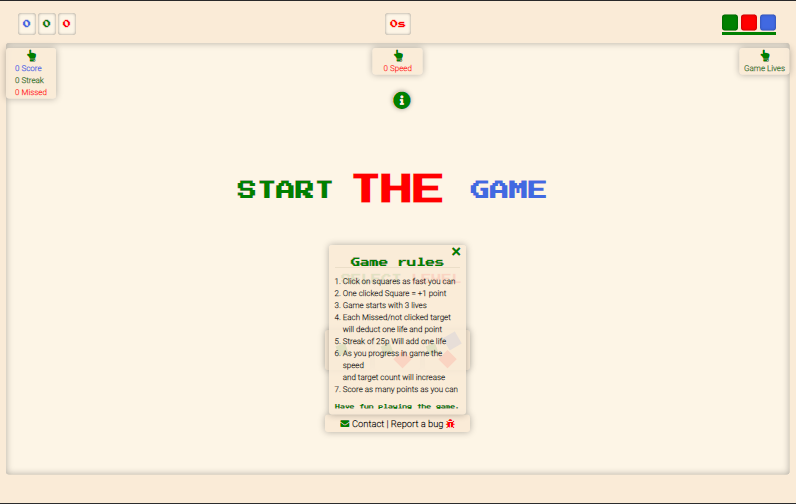 0 0 0
0s
0 Score
0 Streak
0 Missed
0 Speed
Game Lives
START THE GAME
Game rules
SELECT LEVEL
1. Click on squares as fast you can
2. One clicked Square = +1 point
3. Game starts with 3 lives
4. Each Missed/not clicked target
will deduct one life and point
5. Streak of 25p Will add one life
6. As you progress in game the
speed
and target count will increase
7. Score as many points as you can
Have fun playing the game.
Contact | Report a bug